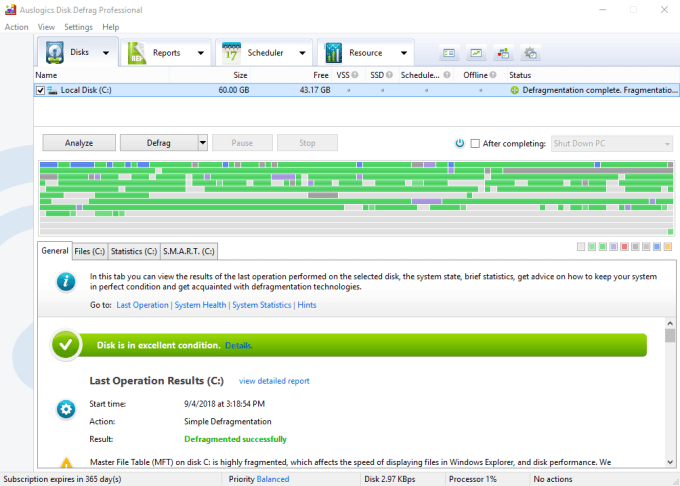 Auslogics Disk Defrag Professional
Action View Settings Help
Disks Reports Scheduler Resource
Name Size Free VSS SSD Schedule... Offline Status
Local Disk (C:) 60.00 GB 43.17 GB Defragmentation complete. Fragmentatio...
Analyze Defrag Pause Stop After completing: Shut Down PC
General Files (C:) Statistics (C:) S.M.A.R.T. (C:)
In this tab you can view the results of the last operation performed on the selected disk, the system state, brief statistics, get advice on how to keep your system
in perfect condition and get acquainted with defragmentation technologies.
Go to: Last Operation | System Health | System Statistics | Hints
Disk is in excellent condition. Details.
Last Operation Results (C:) view detailed report
Start time: 9/4/2018 at 3:18:54 PM
Action: Simple Defragmentation
Result: Defragmented successfully
Master File Table (MFT) on disk C: is highly fragmented, which affects the speed of displaying files in Windows Explorer, and disk performance. We
Subscription expires in 365 day(s) Priority Balanced Disk 2.97 KBps Processor 1% No actions